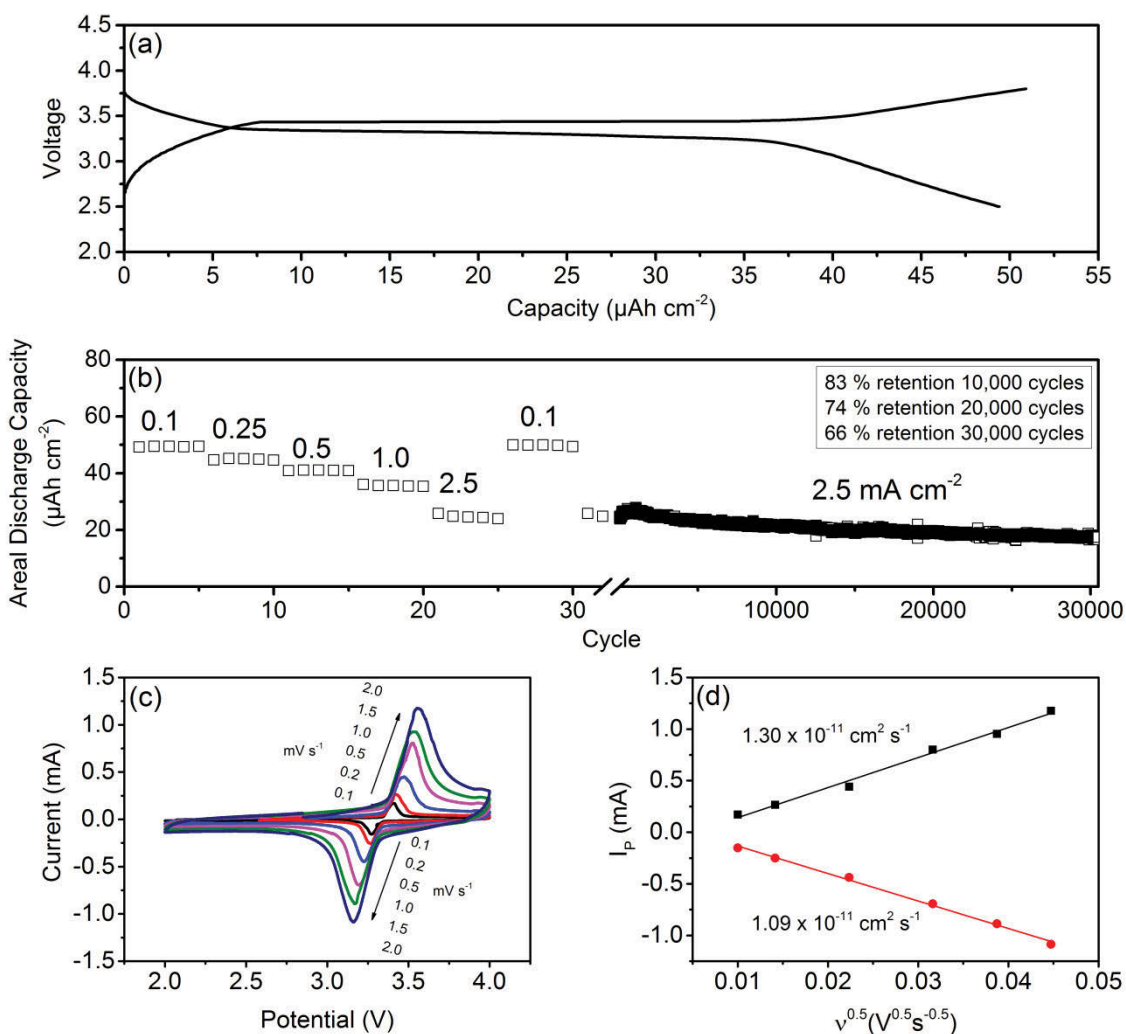 (a)
4.5
4.0
3.5
3.0
2.5
2.0
Voltage
0 5 10 15 20 25 30 35 40 45 50 55
Capacity (µAh cm⁻²)
(b)
80
60
40
20
0
Areal Discharge Capacity
(µAh cm⁻²)
0.1
0.25
0.5
1.0
2.5
0.1
2.5 mA cm⁻²
83 % retention 10,000 cycles
74 % retention 20,000 cycles
66 % retention 30,000 cycles
0 10 20 30 10000 20000 30000
Cycle
(c)
1.5
1.0
0.5
0.0
-0.5
-1.0
-1.5
Current (mA)
2.0
1.5
1.0
0.5
0.2
0.1
mV s⁻¹
0.1
0.2
0.5
1.0
1.5
2.0
mV s⁻¹
2.0 2.5 3.0 3.5 4.0
Potential (V)
(d)
1.5
1.0
0.5
0.0
-0.5
-1.0
I_P (mA)
1.30 x 10⁻¹¹ cm² s⁻¹
1.09 x 10⁻¹¹ cm² s⁻¹
0.01 0.02 0.03 0.04 0.05
ν⁰·⁵(V⁰·⁵s⁻⁰·⁵)